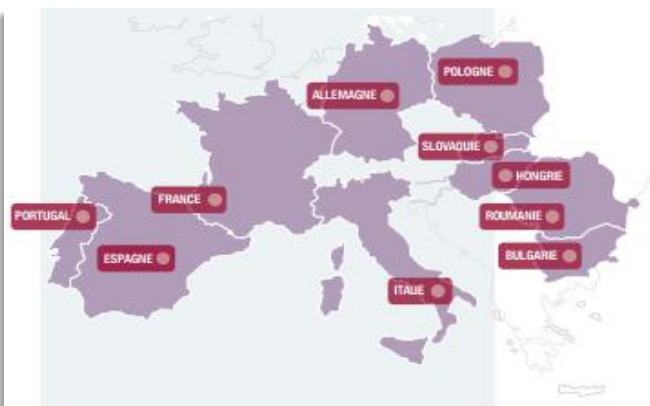 POLOGNE
ALLEMAGNE
SLOVAQUIE
HONGRIE
FRANCE
PORTUGAL
ROUMANIE
ESPAGNE
BULGARIE
ITALIE